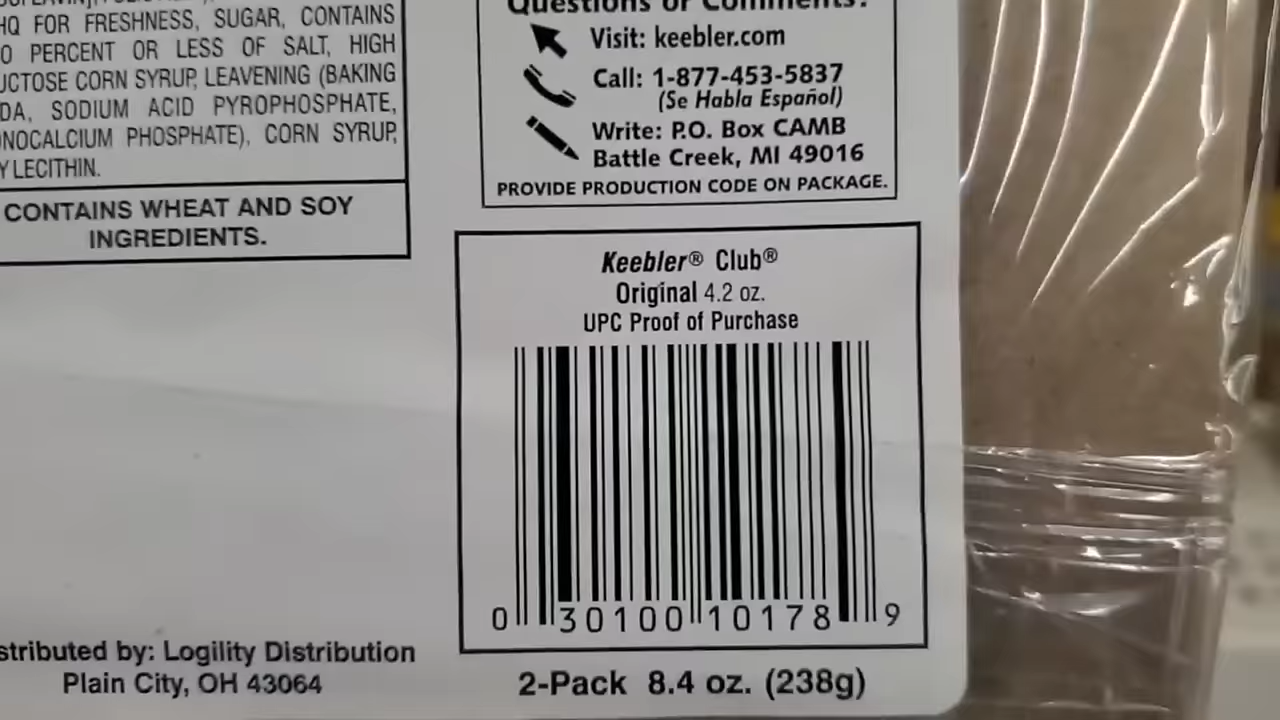 HQ FOR FRESHNESS, SUGAR, CONTAINS
PERCENT OR LESS OF SALT, HIGH
UCTOSE CORN SYRUP, LEAVENING (BAKING
DA, SODIUM ACID PYROPHOSPHATE,
NOCALCIUM PHOSPHATE), CORN SYRUP,
Y LECITHIN.
CONTAINS WHEAT AND SOY
INGREDIENTS.
Questions or Comments?
Visit: keebler.com
Call: 1-877-453-5837
(Se Habla Español)
Write: P.O. Box CAMB
Battle Creek, MI 49016
PROVIDE PRODUCTION CODE ON PACKAGE.
Keebler® Club®
Original 4.2 oz.
UPC Proof of Purchase
0 30100 10178 9
stributed by: Logility Distribution
Plain City, OH 43064
2-Pack 8.4 oz. (238g)